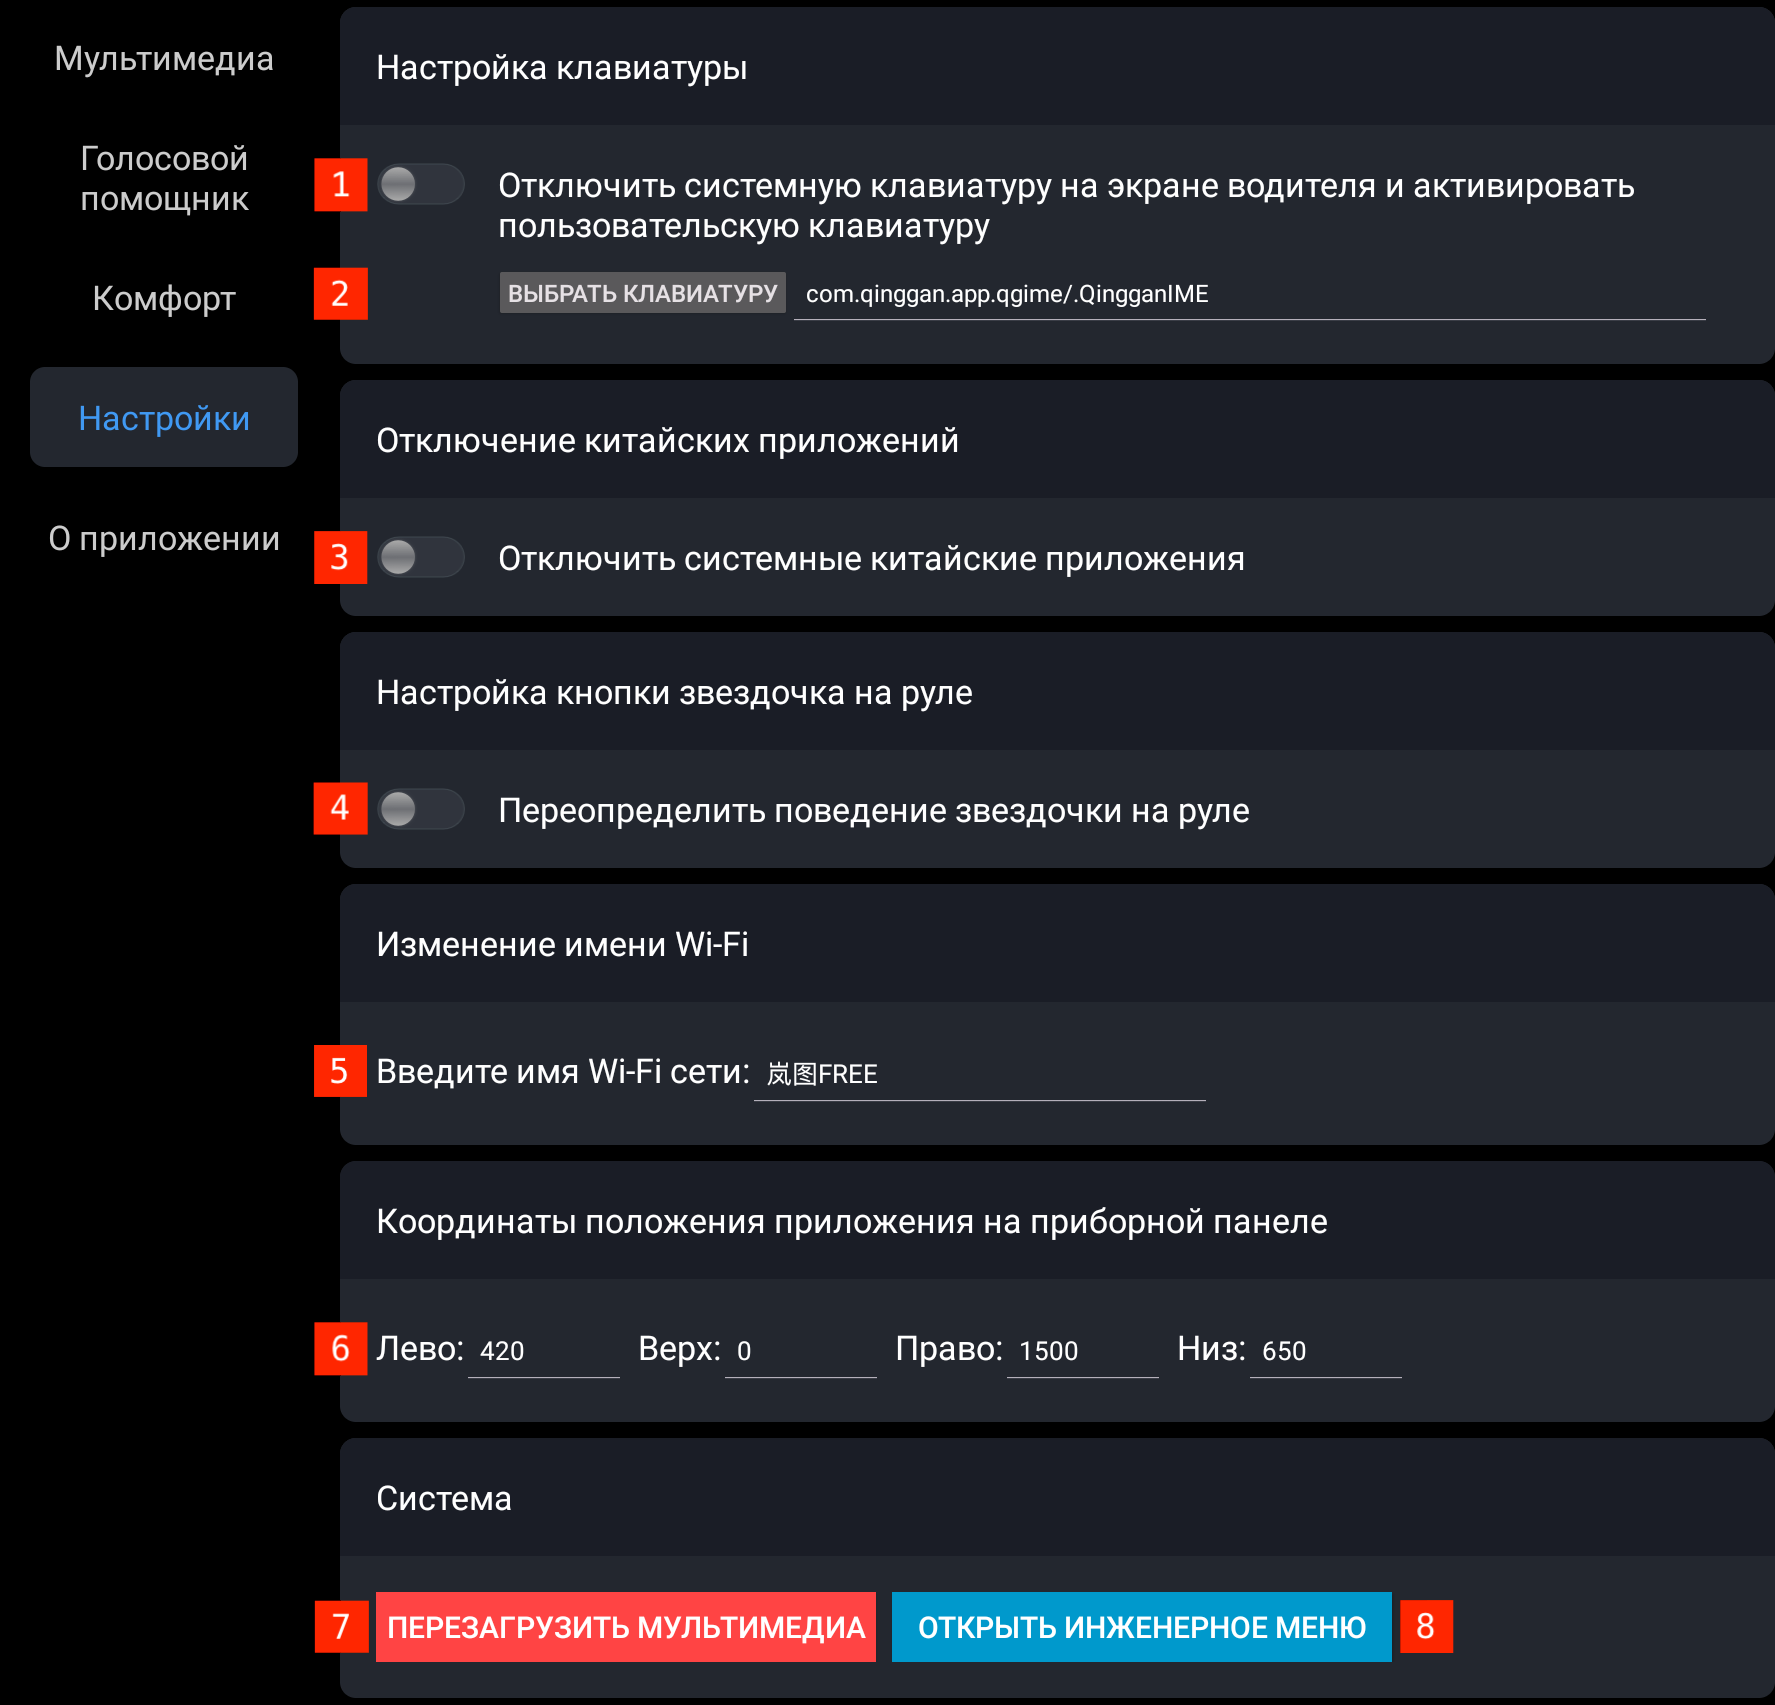 Мультимедиа
Голосовой
помощник
Комфорт
Настройки
О приложении
Настройка клавиатуры
1 Отключить системную клавиатуру на экране водителя и активировать
пользовательскую клавиатуру
2 ВЫБРАТЬ КЛАВИАТУРУ com.qinggan.app.qgime/.QingganIME
Отключение китайских приложений
3 Отключить системные китайские приложения
Настройка кнопки звездочка на руле
4 Переопределить поведение звездочки на руле
Изменение имени Wi-Fi
5 Введите имя Wi-Fi сети: 岚图FREE
Координаты положения приложения на приборной панеле
6 Лево: 420 Верх: 0 Право: 1500 Низ: 650
Система
7 ПЕРЕЗАГРУЗИТЬ МУЛЬТИМЕДИА ОТКРЫТЬ ИНЖЕНЕРНОЕ МЕНЮ 8